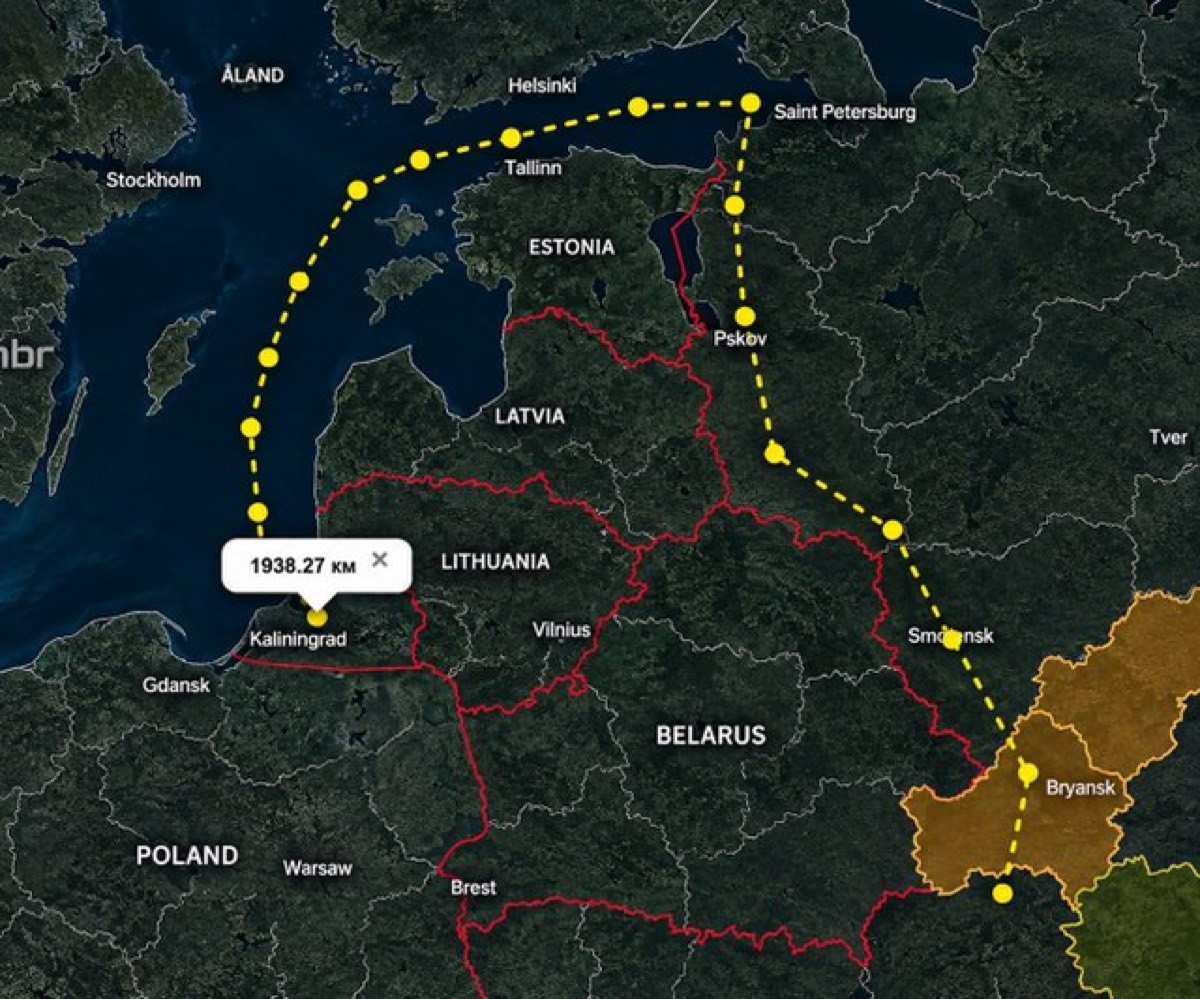 ÅLAND
Helsinki
Saint Petersburg
Tallinn
Stockholm
ESTONIA
Pskov
nbr
LATVIA
Tver
1938.27 км ×
LITHUANIA
Vilnius
Smolensk
Kaliningrad
Gdansk
BELARUS
Bryansk
POLAND
Warsaw
Brest